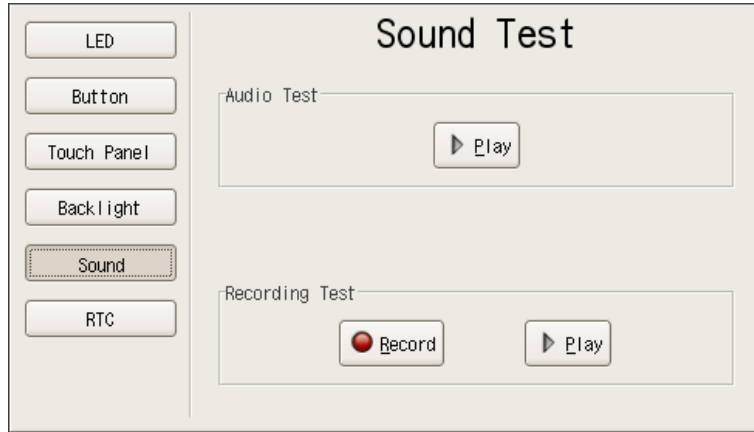 LED
Button
Touch Panel
Backlight
Sound
RTC
Sound Test
Audio Test
Play
Recording Test
Record
Play